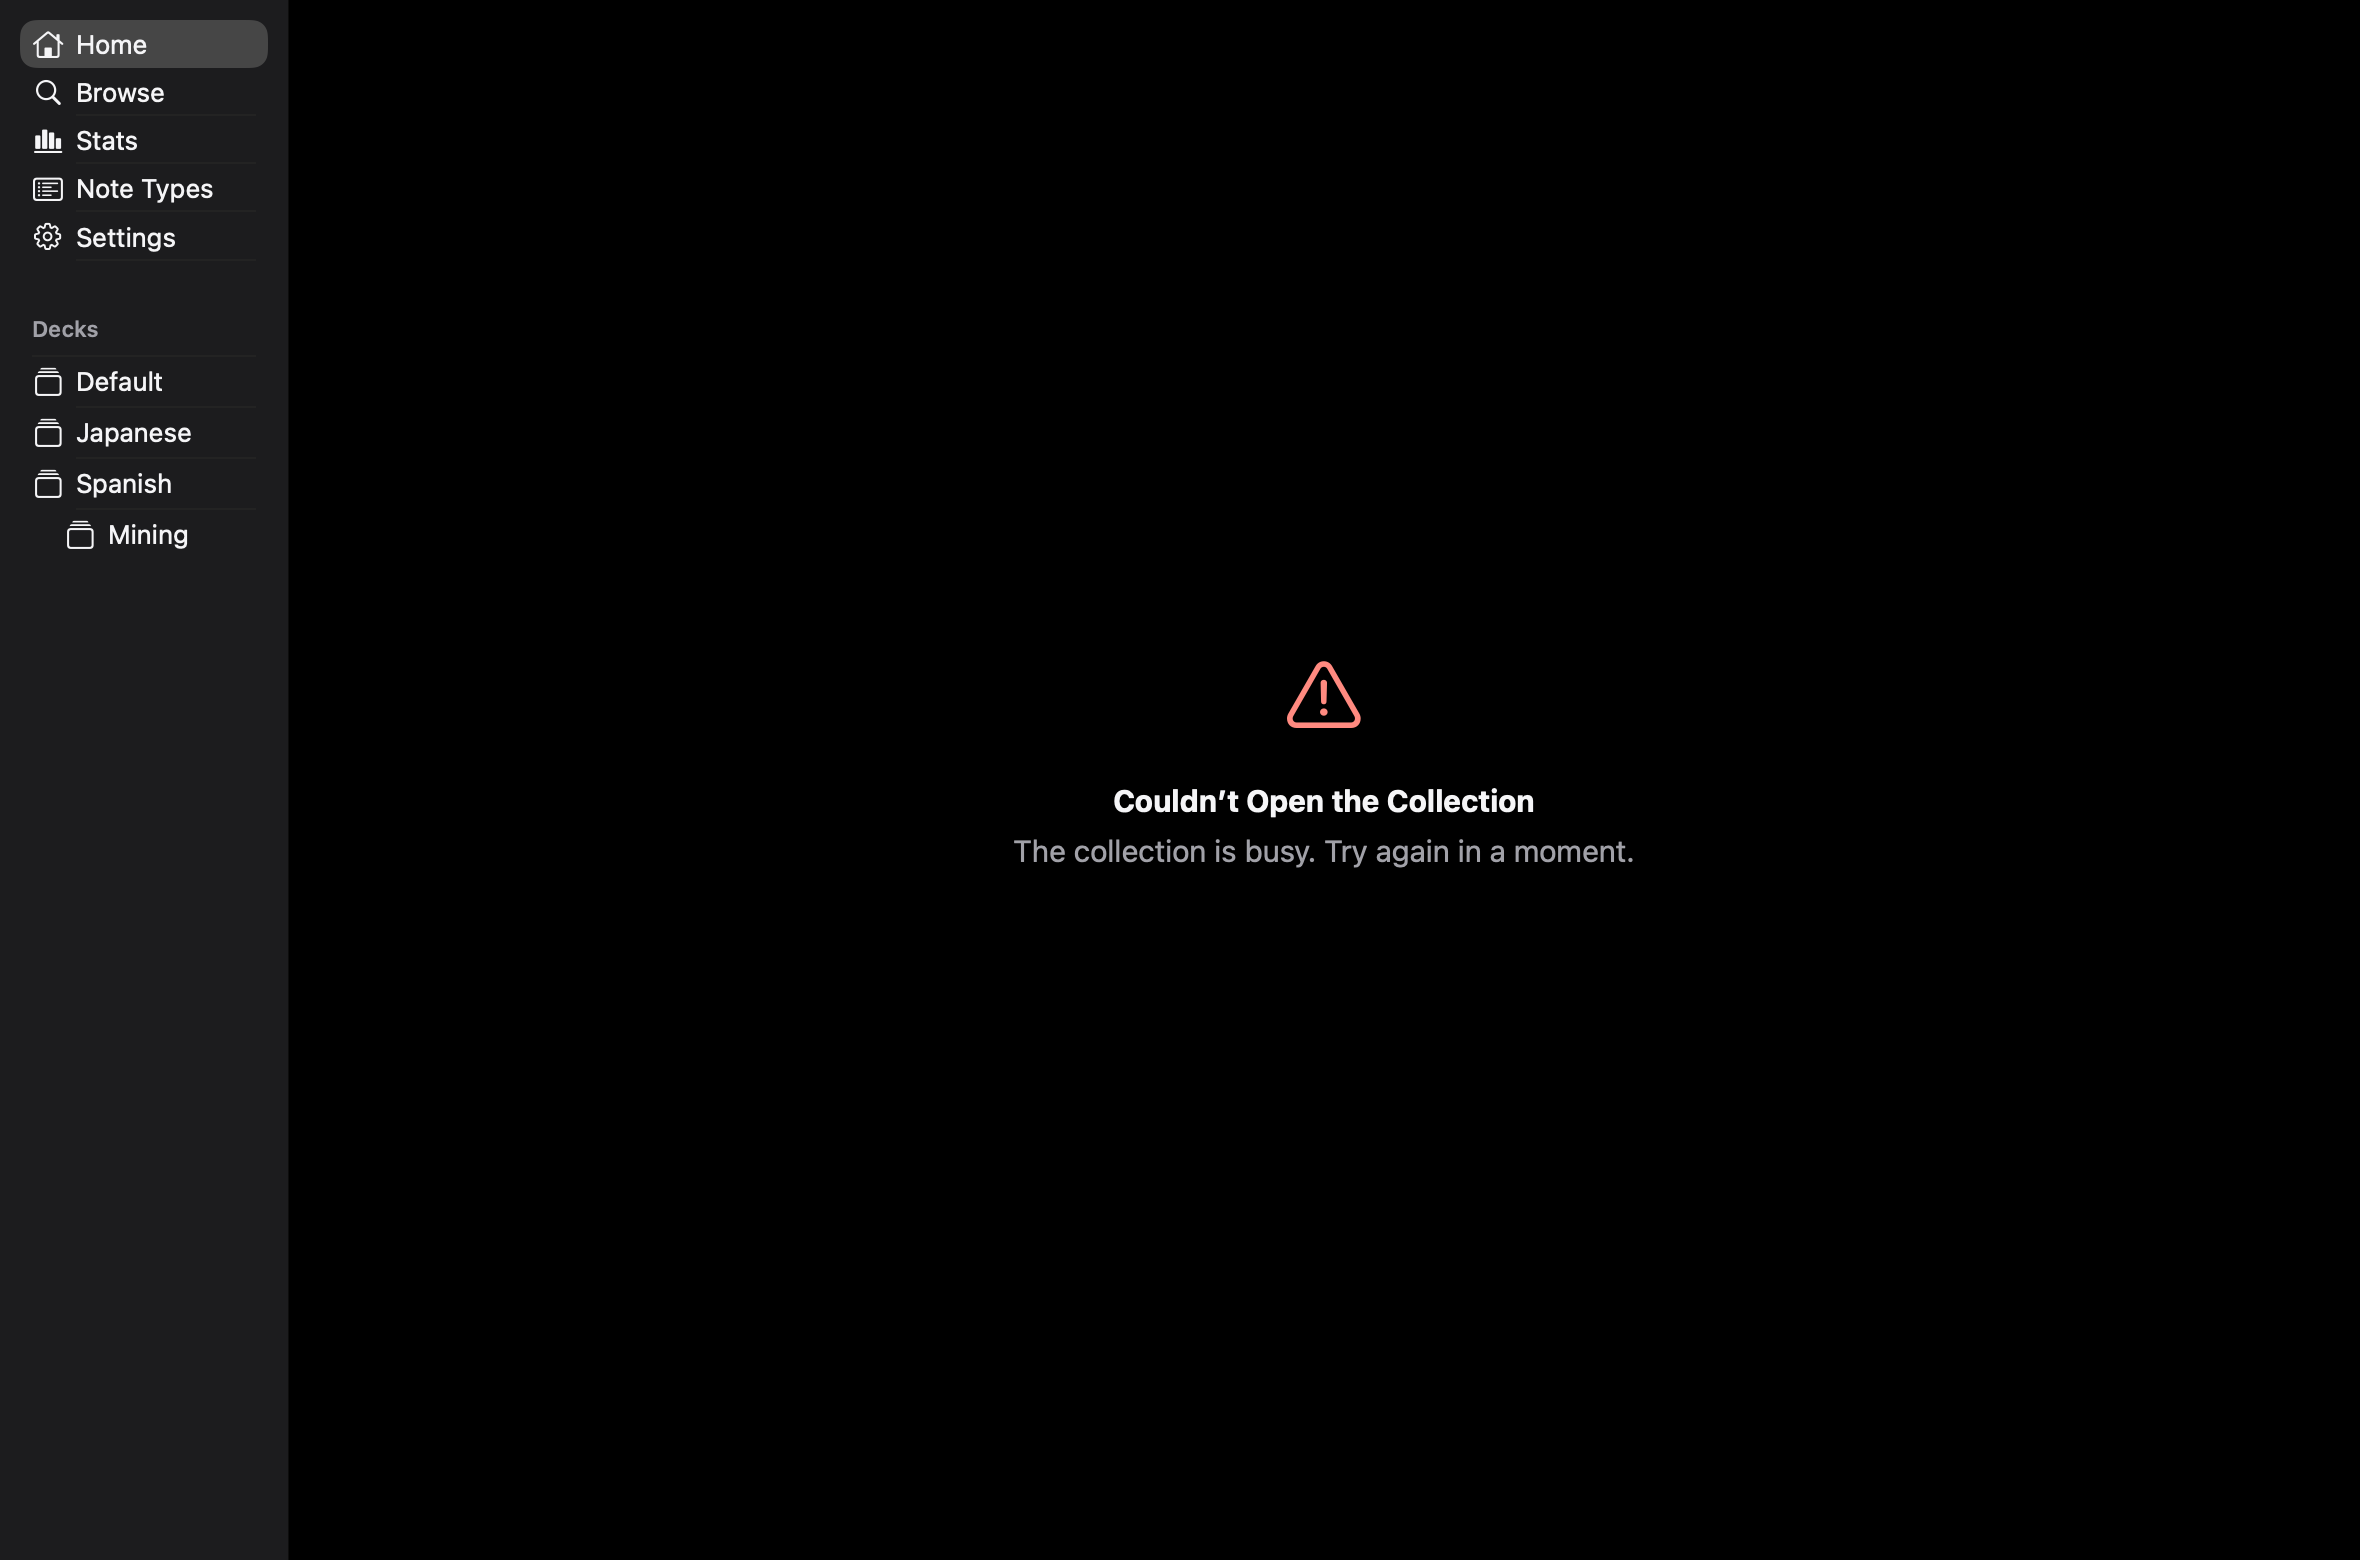 Home
Browse
Stats
Note Types
Settings
Decks
Default
Japanese
Spanish
Mining
Couldn’t Open the Collection
The collection is busy. Try again in a moment.